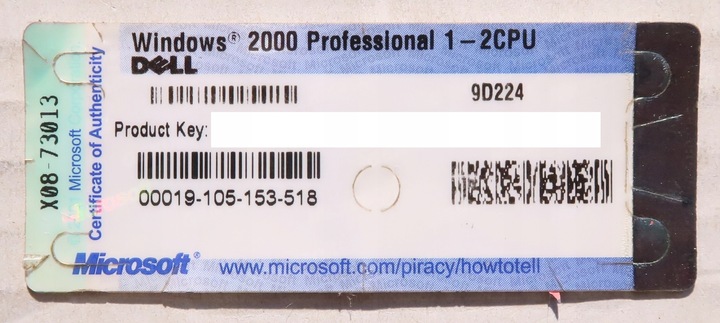 Windows® 2000 Professional 1-2CPU
DELL
9D224
Product Key:
00019-105-153-518
X08-73013
Microsoft
Certificate of Authenticity
Microsoft® www.microsoft.com/piracy/howtotell